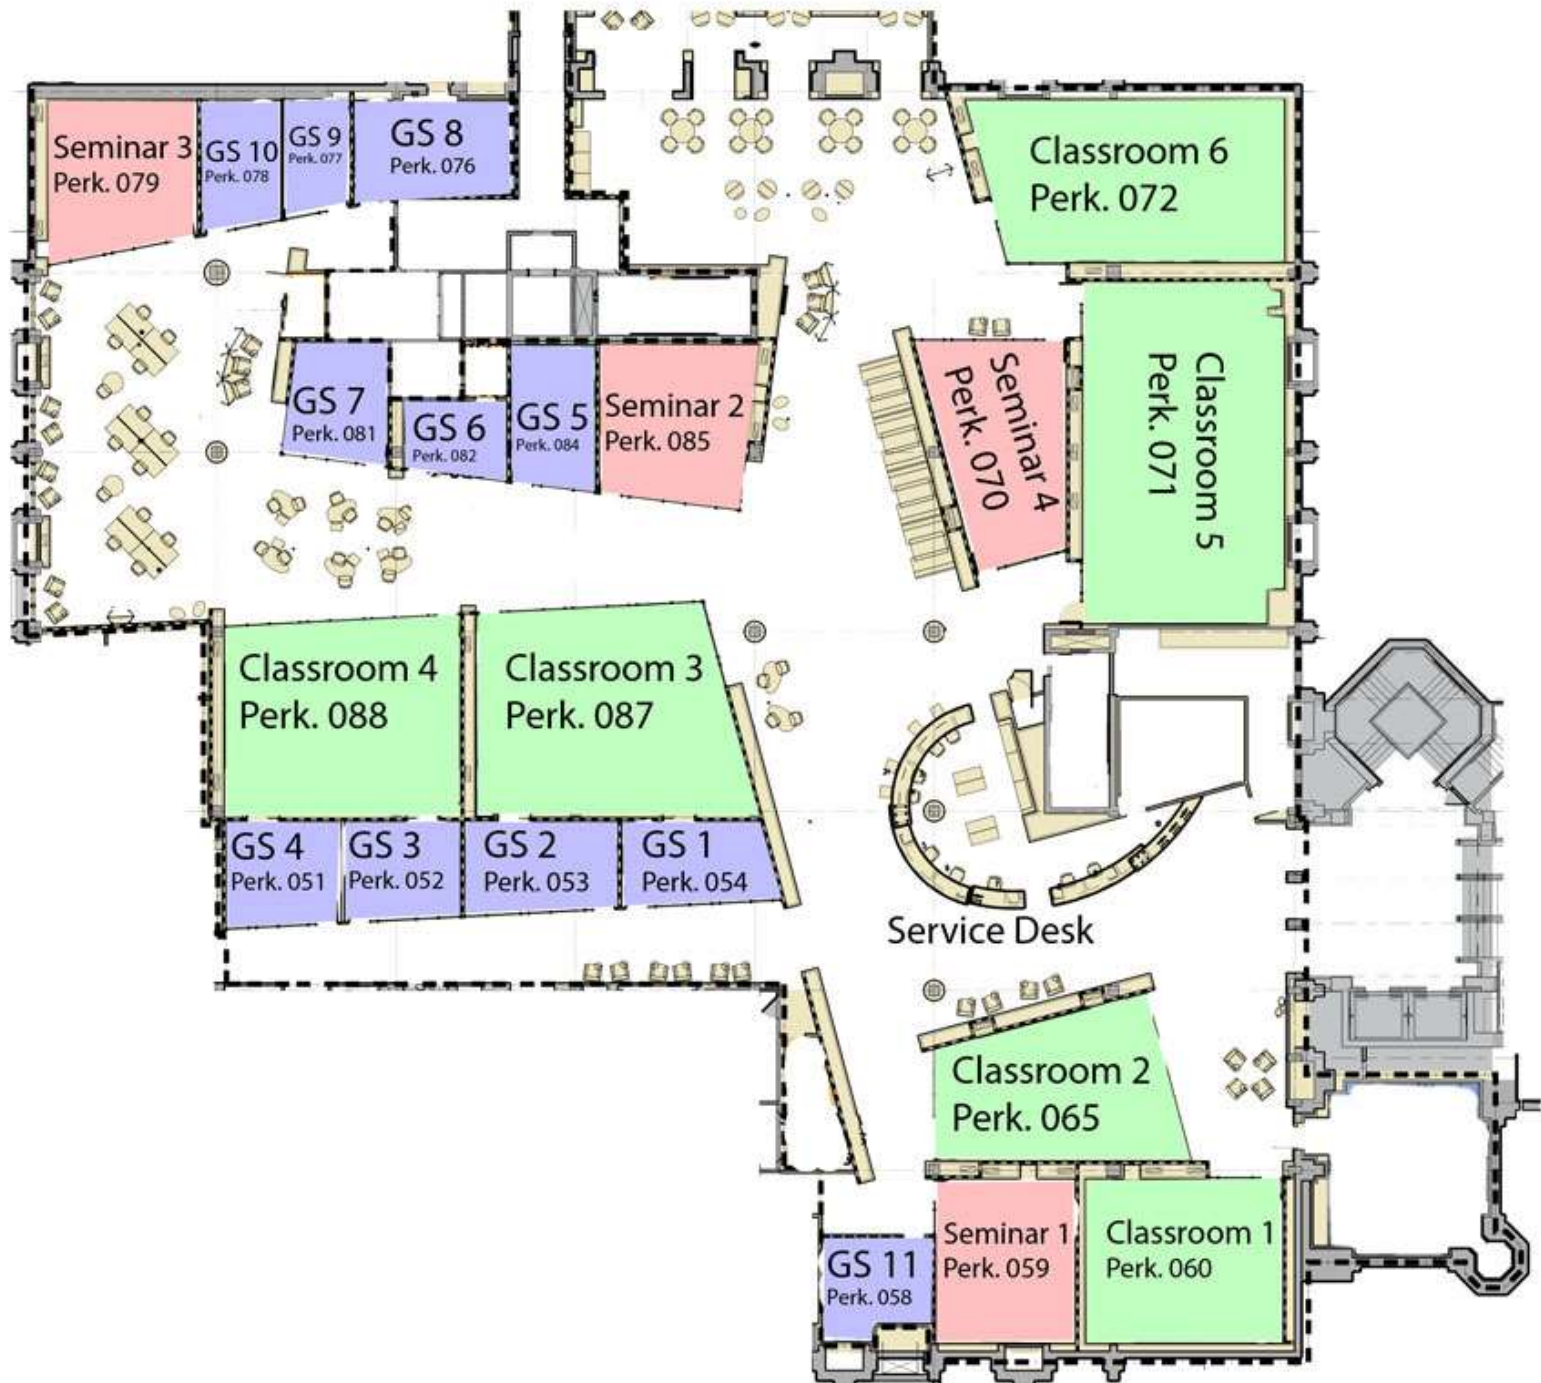 Seminar 3
Perk. 079
GS 10
Perk. 078
GS 9
Perk. 077
GS 8
Perk. 076
Classroom 6
Perk. 072
GS 7
Perk. 081
GS 6
Perk. 082
GS 5
Perk. 084
Seminar 2
Perk. 085
Seminar 4
Perk. 070
Classroom 5
Perk. 071
Classroom 4
Perk. 088
Classroom 3
Perk. 087
GS 4
Perk. 051
GS 3
Perk. 052
GS 2
Perk. 053
GS 1
Perk. 054
Service Desk
Classroom 2
Perk. 065
GS 11
Perk. 058
Seminar 1
Perk. 059
Classroom 1
Perk. 060